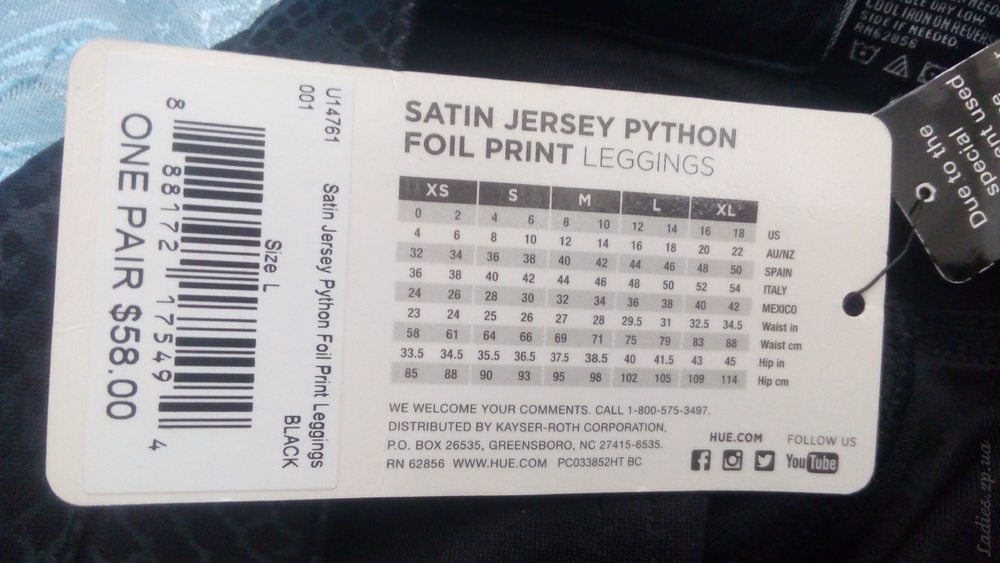 SATIN JERSEY PYTHON
FOIL PRINT LEGGINGS
XS S M L XL
0 2 4 6 8 10 12 14 16 18 US
4 6 8 10 12 14 16 18 20 22 AU/NZ
32 34 36 38 40 42 44 46 48 50 SPAIN
36 38 40 42 44 46 48 50 52 54 ITALY
24 26 28 30 32 34 36 38 40 42 MEXICO
23 24 25 26 27 28 29.5 31 32.5 34.5 Waist in
58 61 64 66 69 71 75 79 83 88 Waist cm
33.5 34.5 35.5 36.5 37.5 38.5 40 41.5 43 45 Hip in
85 88 90 93 95 98 102 105 109 114 Hip cm
WE WELCOME YOUR COMMENTS. CALL 1-800-575-3497.
DISTRIBUTED BY KAYSER-ROTH CORPORATION,
P.O. BOX 26535, GREENSBORO, NC 27415-6535.
RN 62856 WWW.HUE.COM PC033852HT BC
HUE.COM FOLLOW US
YouTube
U14761 Satin Jersey Python Foil Print Leggings
001 BLACK
Size L
8 88172 17549 4
ONE PAIR $58.00
DRY LOW
COOL IRON ON REVERS
SIDE IF NEEDED.
RN62856
Due to the
special
used
Ladies.zp.ua